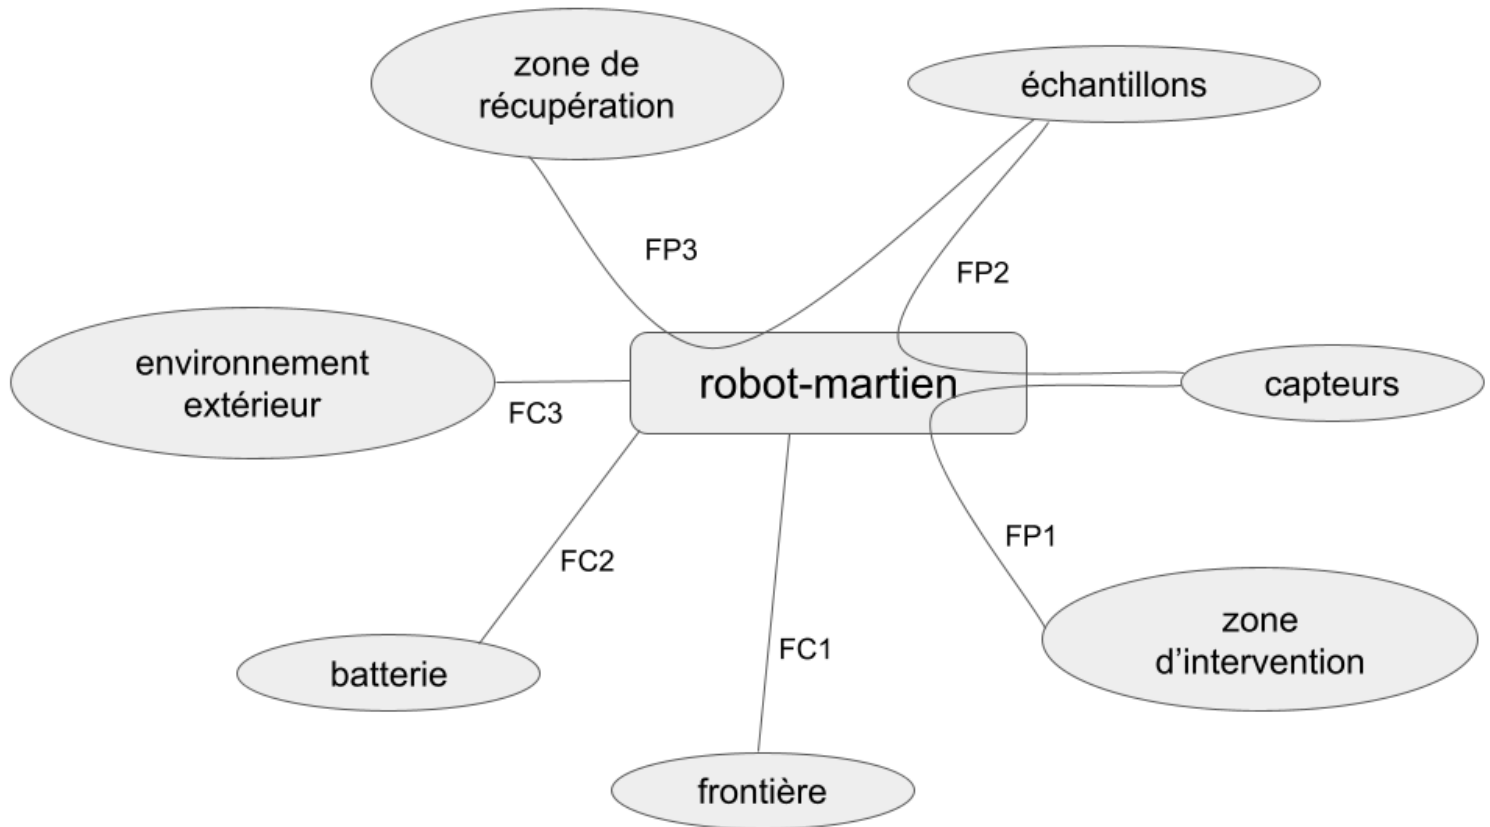 zone de
récupération
échantillons
FP3
FP2
environnement
extérieur
FC3
robot-martien
capteurs
FC2
FP1
zone
d’intervention
batterie
FC1
frontière